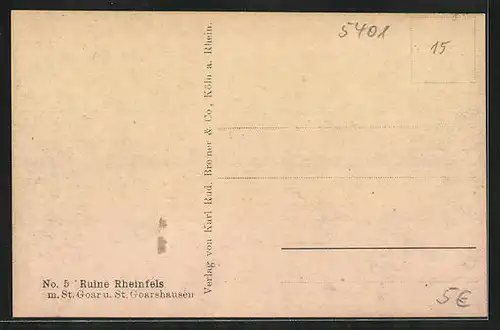 5401
15
Verlag von Karl Rud. Bremer & Co., Köln a. Rhein.
No. 5 Ruine Rheinfels
m. St. Goar u. St. Goarshausen
5€